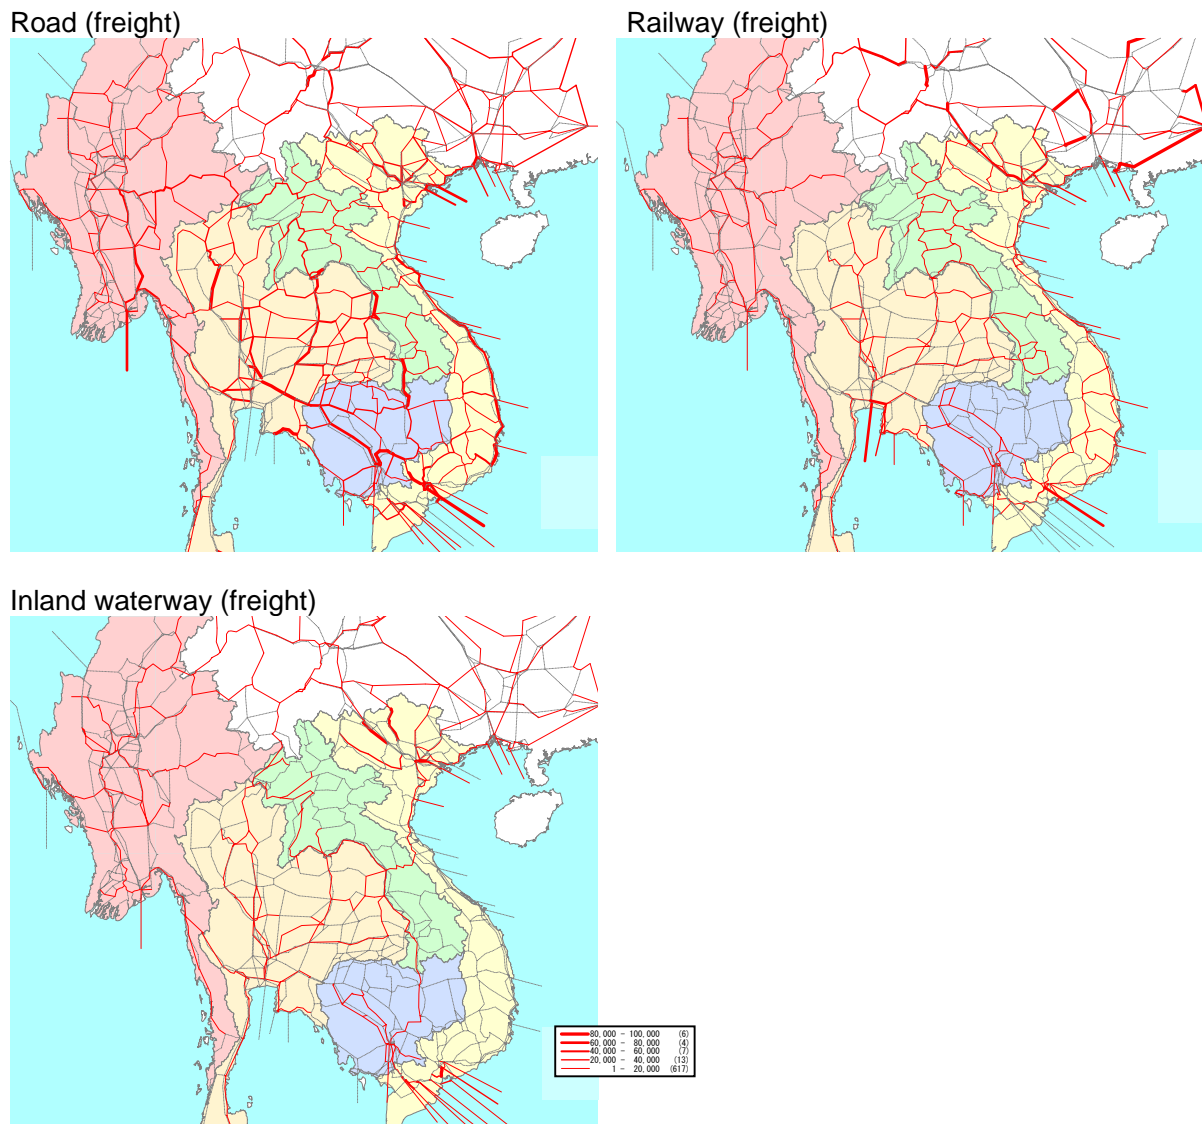 Road (freight)
Railway (freight)
Inland waterway (freight)
80,000 - 100,000 (6)
60,000 - 80,000 (4)
40,000 - 60,000 (7)
20,000 - 40,000 (13)
1 - 20,000 (617)